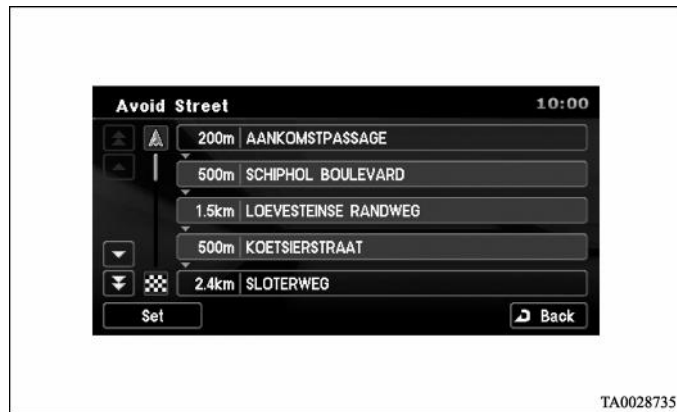 Avoid Street 10:00
200m AANKOMSTPASSAGE
500m SCHIPHOL BOULEVARD
1.5km LOEVESTEINSE RANDWEG
500m KOETSIERSTRAAT
2.4km SLOTERWEG
Set Back
TA0028735